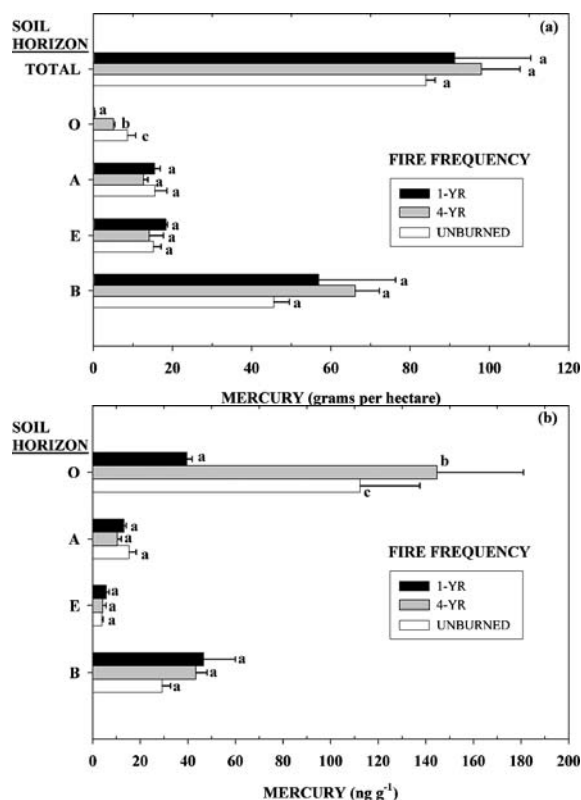 SOIL
HORIZON
(a)
TOTAL
a
a
a
O
a
b
c
A
a
a
a
E
a
a
a
B
a
a
a
FIRE FREQUENCY
1-YR
4-YR
UNBURNED
0 20 40 60 80 100 120
MERCURY (grams per hectare)
SOIL
HORIZON
(b)
O
a
b
c
A
a
a
a
E
a
a
a
B
a
a
a
FIRE FREQUENCY
1-YR
4-YR
UNBURNED
0 20 40 60 80 100 120 140 160 180 200
MERCURY (ng g⁻¹)